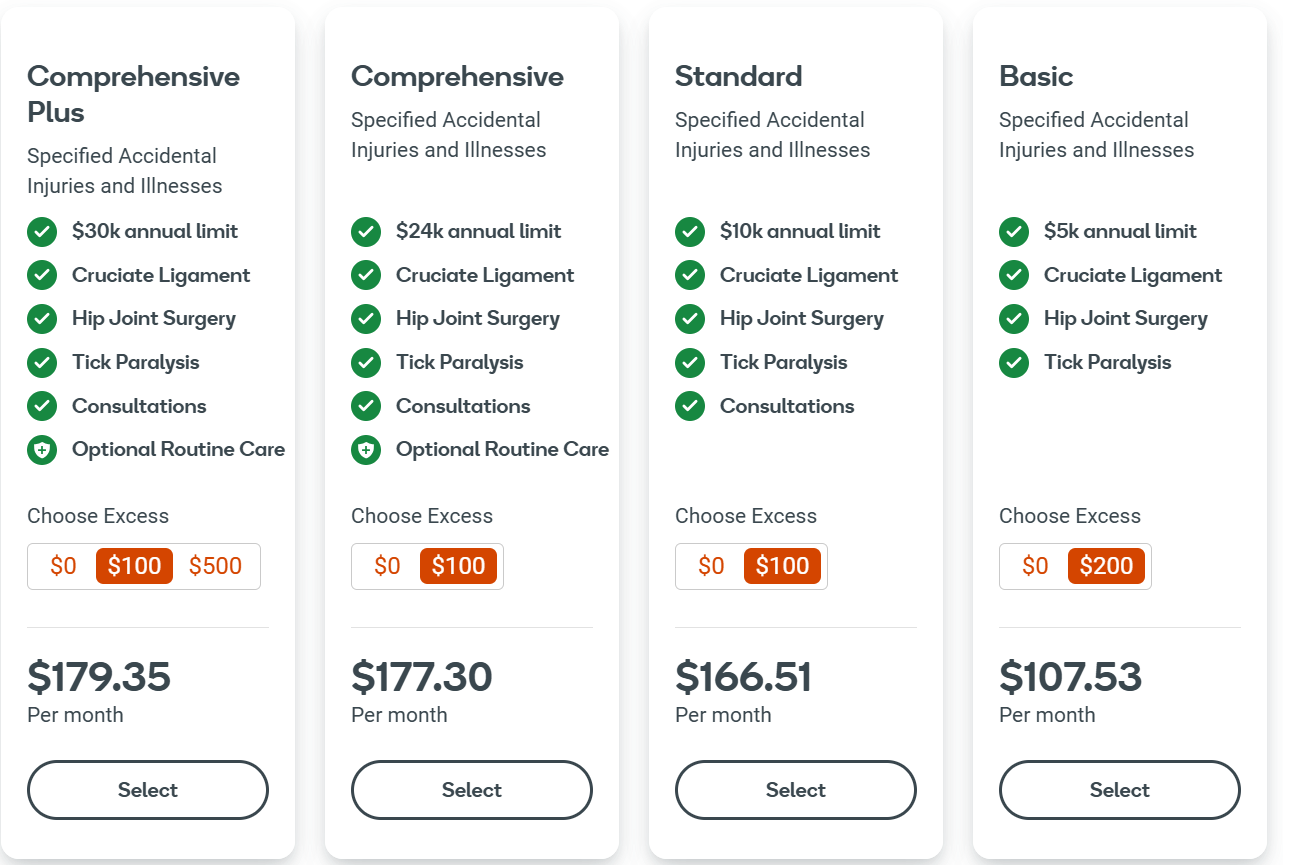 Comprehensive
Plus
Specified Accidental
Injuries and Illnesses
$30k annual limit
Cruciate Ligament
Hip Joint Surgery
Tick Paralysis
Consultations
Optional Routine Care
Choose Excess
$0 $100 $500
$179.35
Per month
Select
Comprehensive
Specified Accidental
Injuries and Illnesses
$24k annual limit
Cruciate Ligament
Hip Joint Surgery
Tick Paralysis
Consultations
Optional Routine Care
Choose Excess
$0 $100
$177.30
Per month
Select
Standard
Specified Accidental
Injuries and Illnesses
$10k annual limit
Cruciate Ligament
Hip Joint Surgery
Tick Paralysis
Consultations
Choose Excess
$0 $100
$166.51
Per month
Select
Basic
Specified Accidental
Injuries and Illnesses
$5k annual limit
Cruciate Ligament
Hip Joint Surgery
Tick Paralysis
Choose Excess
$0 $200
$107.53
Per month
Select